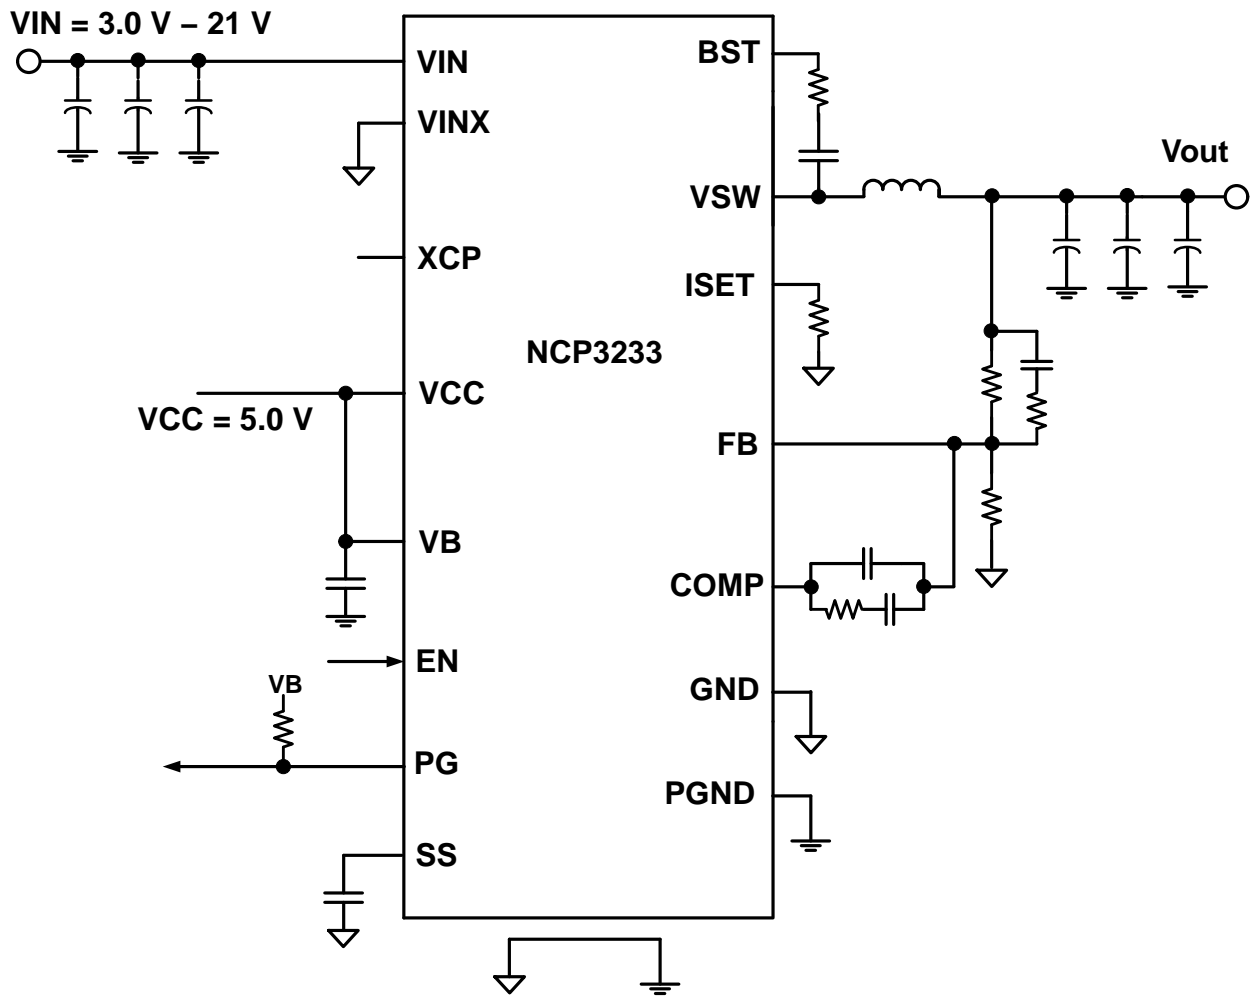 VIN = 3.0 V – 21 V
VIN
VINX
XCP
VCC
VCC = 5.0 V
VB
EN
VB
PG
SS
NCP3233
BST
VSW
Vout
ISET
FB
COMP
GND
PGND